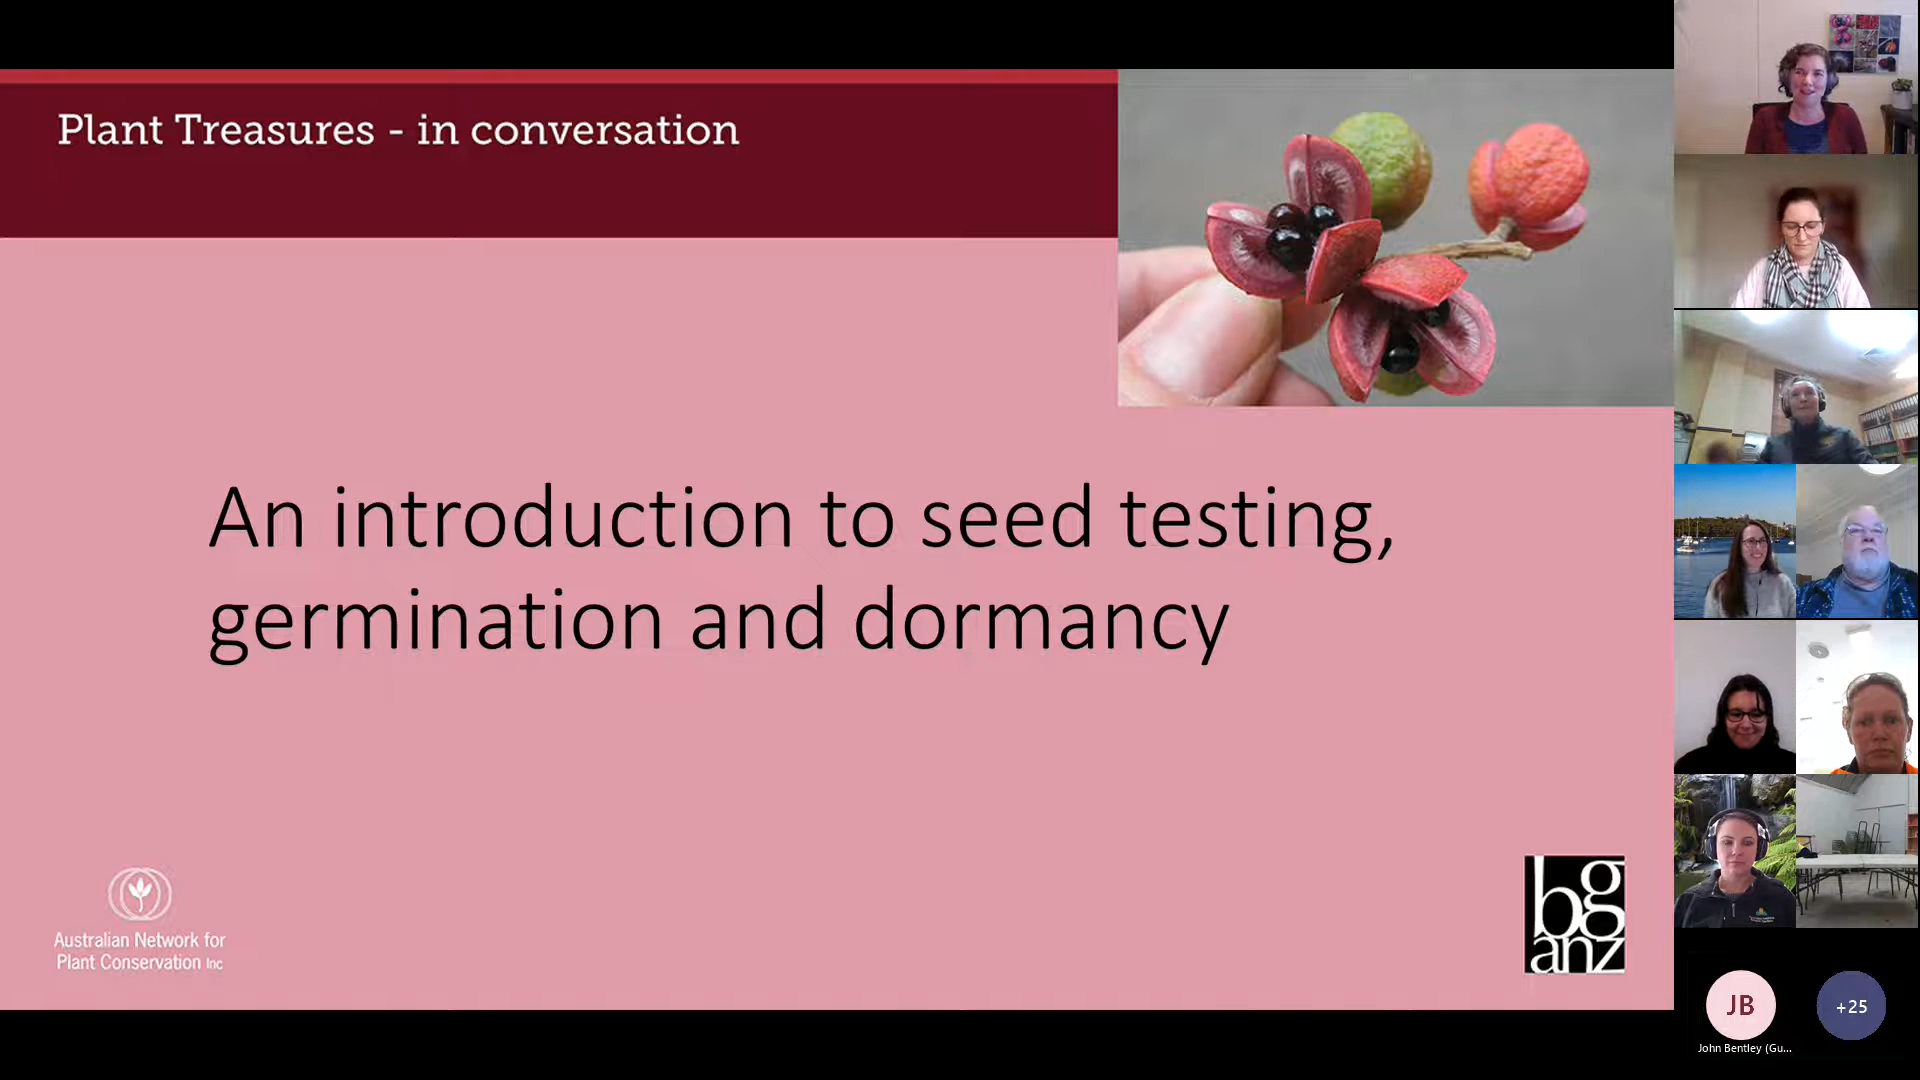 Plant Treasures - in conversation
An introduction to seed testing,
germination and dormancy
Australian Network for
Plant Conservation Inc
bg
anz
JB
+25
John Bentley (Gu...